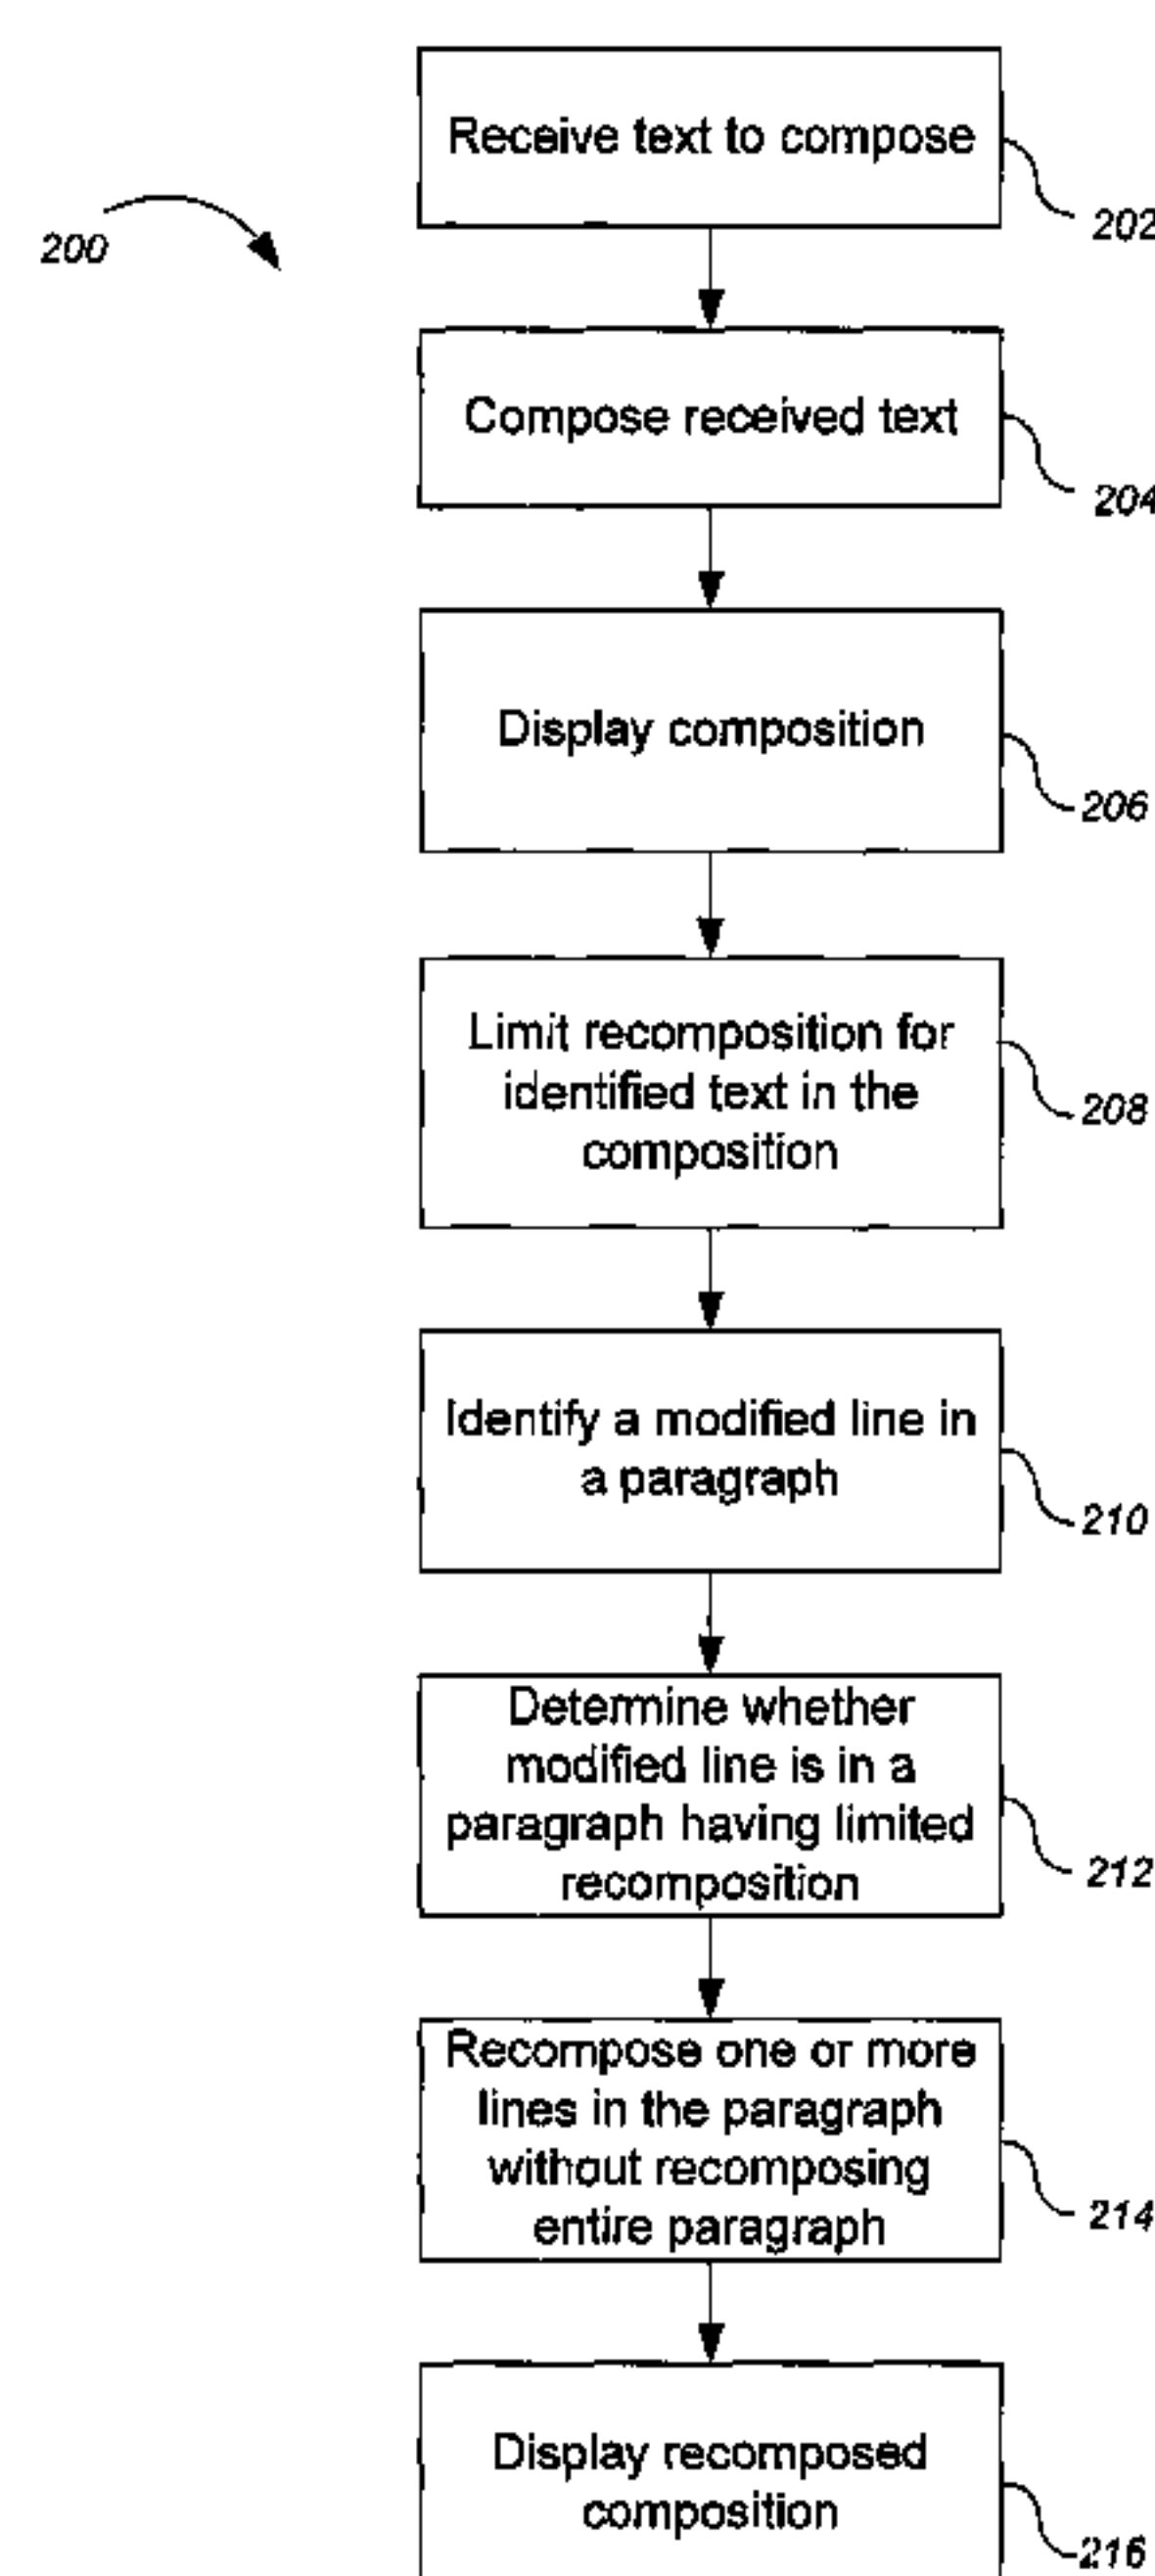 Receive text to compose
202
200
Compose received text
204
Display composition
206
Limit recomposition for
identified text in the
composition
208
Identify a modified line in
a paragraph
210
Determine whether
modified line is in a
paragraph having limited
recomposition
212
Recompose one or more
lines in the paragraph
without recomposing
entire paragraph
214
Display recomposed
composition
216